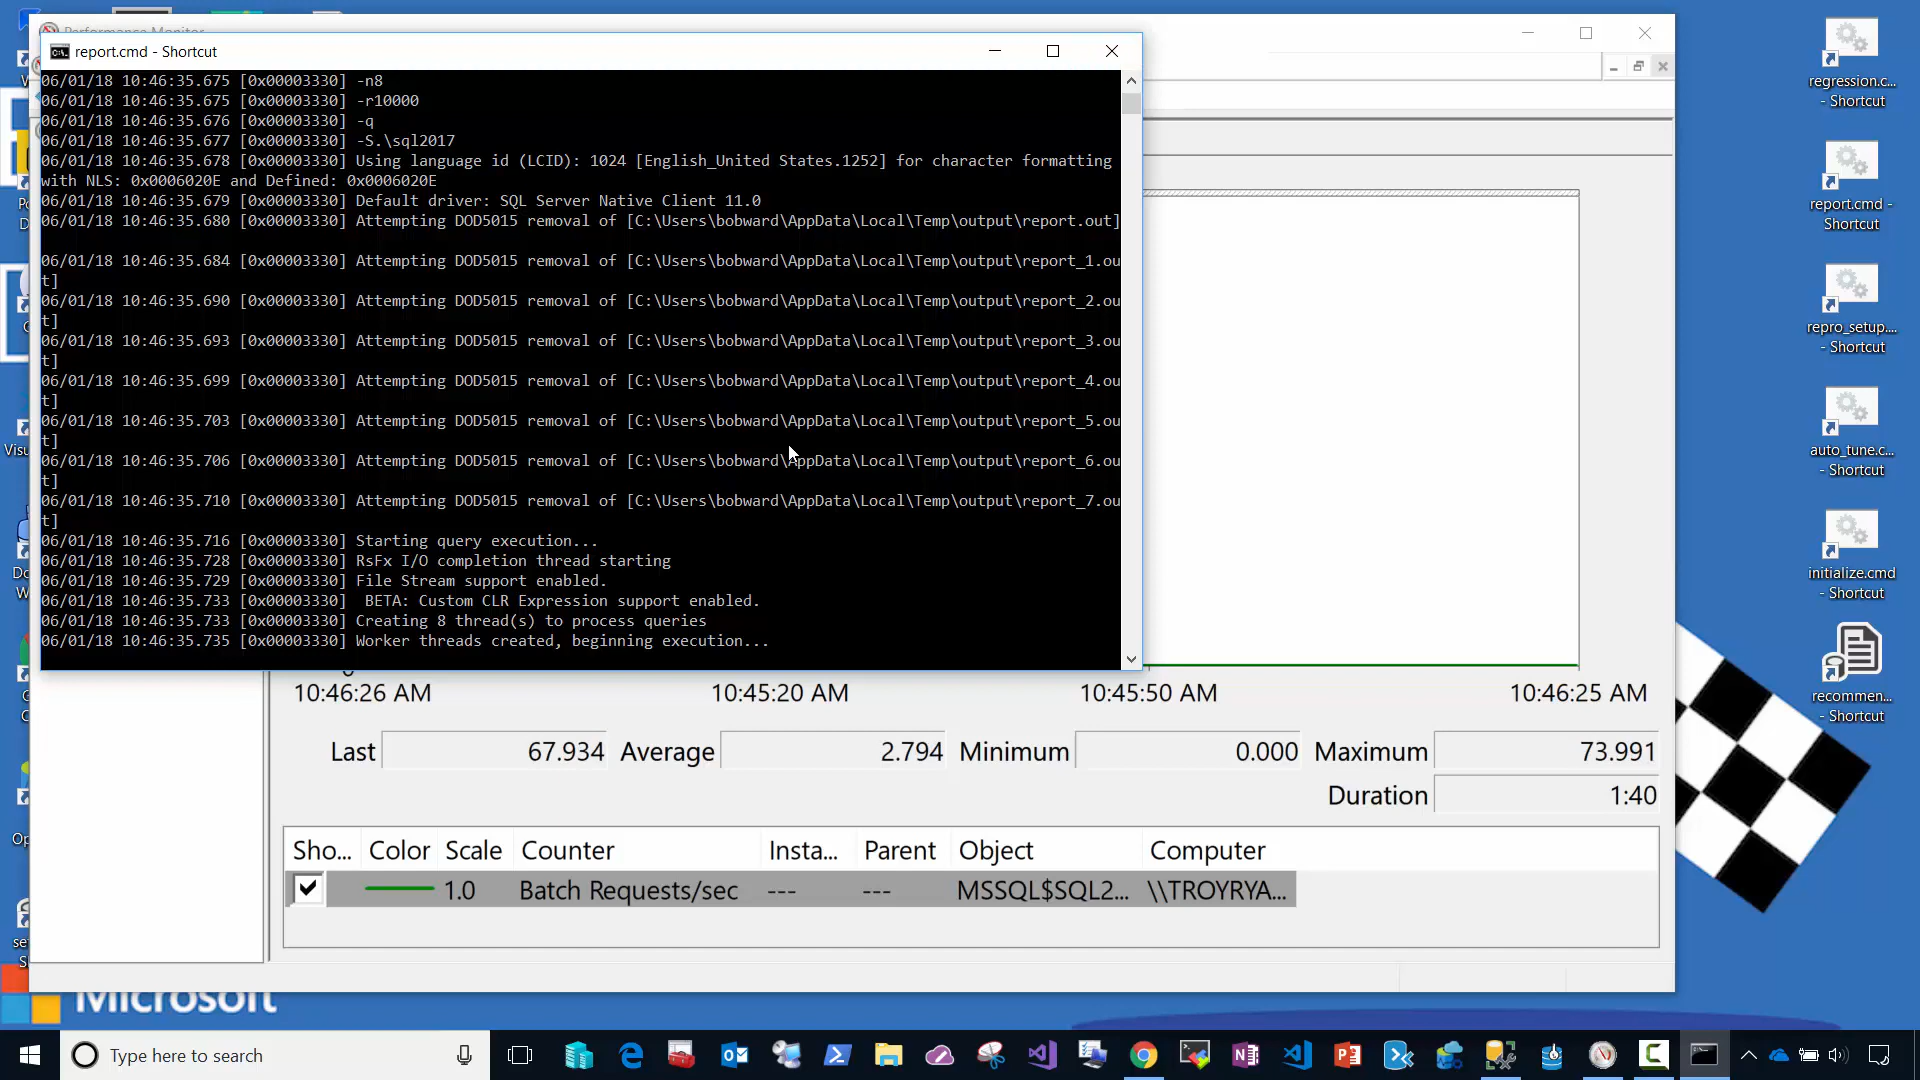 Performance Monitor
report.cmd - Shortcut
06/01/18 10:46:35.675 [0x00003330] -n8
06/01/18 10:46:35.675 [0x00003330] -r10000
06/01/18 10:46:35.676 [0x00003330] -q
06/01/18 10:46:35.677 [0x00003330] -S.\sql2017
06/01/18 10:46:35.678 [0x00003330] Using language id (LCID): 1024 [English_United States.1252] for character formatting
with NLS: 0x0006020E and Defined: 0x0006020E
06/01/18 10:46:35.679 [0x00003330] Default driver: SQL Server Native Client 11.0
06/01/18 10:46:35.680 [0x00003330] Attempting DOD5015 removal of [C:\Users\bobward\AppData\Local\Temp\output\report.out]
06/01/18 10:46:35.684 [0x00003330] Attempting DOD5015 removal of [C:\Users\bobward\AppData\Local\Temp\output\report_1.ou
t]
06/01/18 10:46:35.690 [0x00003330] Attempting DOD5015 removal of [C:\Users\bobward\AppData\Local\Temp\output\report_2.ou
t]
06/01/18 10:46:35.693 [0x00003330] Attempting DOD5015 removal of [C:\Users\bobward\AppData\Local\Temp\output\report_3.ou
t]
06/01/18 10:46:35.699 [0x00003330] Attempting DOD5015 removal of [C:\Users\bobward\AppData\Local\Temp\output\report_4.ou
t]
06/01/18 10:46:35.703 [0x00003330] Attempting DOD5015 removal of [C:\Users\bobward\AppData\Local\Temp\output\report_5.ou
t]
06/01/18 10:46:35.706 [0x00003330] Attempting DOD5015 removal of [C:\Users\bobward\AppData\Local\Temp\output\report_6.ou
t]
06/01/18 10:46:35.710 [0x00003330] Attempting DOD5015 removal of [C:\Users\bobward\AppData\Local\Temp\output\report_7.ou
t]
06/01/18 10:46:35.716 [0x00003330] Starting query execution...
06/01/18 10:46:35.728 [0x00003330] RsFx I/O completion thread starting
06/01/18 10:46:35.729 [0x00003330] File Stream support enabled.
06/01/18 10:46:35.733 [0x00003330]  BETA: Custom CLR Expression support enabled.
06/01/18 10:46:35.733 [0x00003330] Creating 8 thread(s) to process queries
06/01/18 10:46:35.735 [0x00003330] Worker threads created, beginning execution...
10:46:26 AM 10:45:20 AM 10:45:50 AM 10:46:25 AM
Last 67.934 Average 2.794 Minimum 0.000 Maximum 73.991
Duration 1:40
Sho... Color Scale Counter Insta... Parent Object Computer
1.0 Batch Requests/sec --- --- MSSQL$SQL2... \\TROYRYA...
regression.c...
- Shortcut
report.cmd -
Shortcut
repro_setup....
- Shortcut
auto_tune.c...
- Shortcut
initialize.cmd
- Shortcut
recommen...
- Shortcut
Microsoft
Type here to search